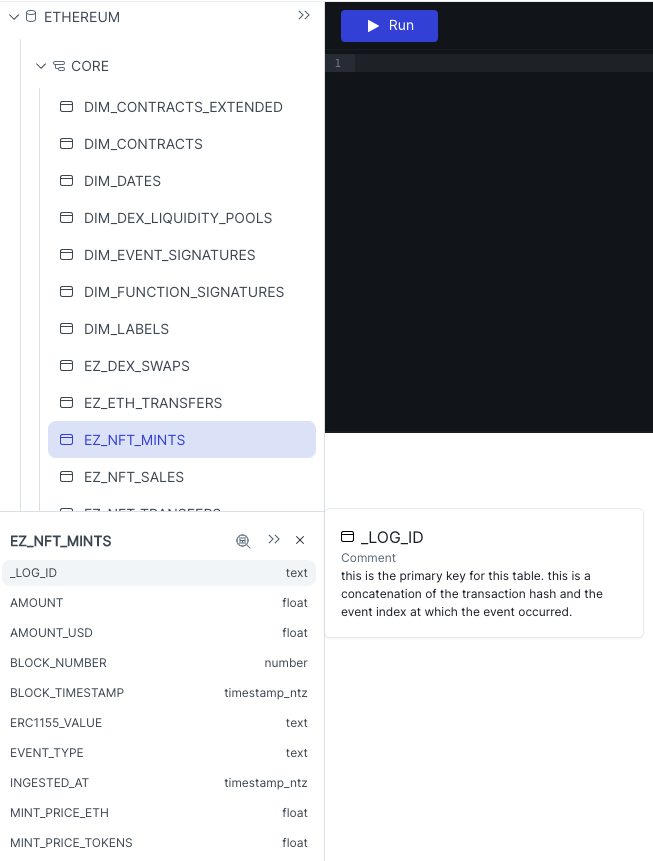 ETHEREUM
CORE
DIM_CONTRACTS_EXTENDED
DIM_CONTRACTS
DIM_DATES
DIM_DEX_LIQUIDITY_POOLS
DIM_EVENT_SIGNATURES
DIM_FUNCTION_SIGNATURES
DIM_LABELS
EZ_DEX_SWAPS
EZ_ETH_TRANSFERS
EZ_NFT_MINTS
EZ_NFT_SALES
EZ_NFT_TRANSFERS
Run
1
EZ_NFT_MINTS
_LOG_ID text
AMOUNT float
AMOUNT_USD float
BLOCK_NUMBER number
BLOCK_TIMESTAMP timestamp_ntz
ERC1155_VALUE text
EVENT_TYPE text
INGESTED_AT timestamp_ntz
MINT_PRICE_ETH float
MINT_PRICE_TOKENS float
_LOG_ID
Comment
this is the primary key for this table. this is a
concatenation of the transaction hash and the
event index at which the event occurred.